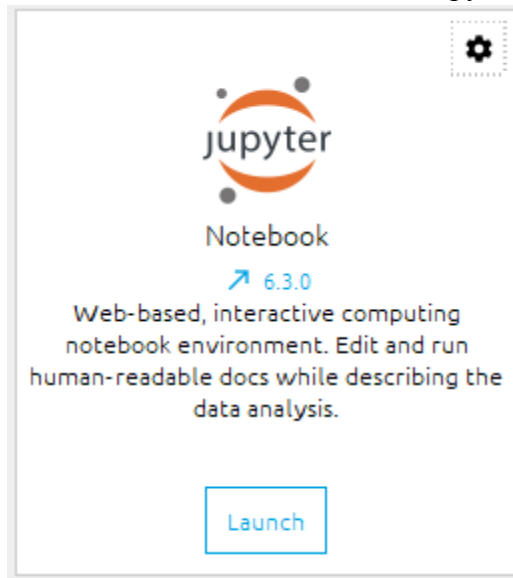 jupyter
Notebook
6.3.0
Web-based, interactive computing
notebook environment. Edit and run
human-readable docs while describing the
data analysis.
Launch